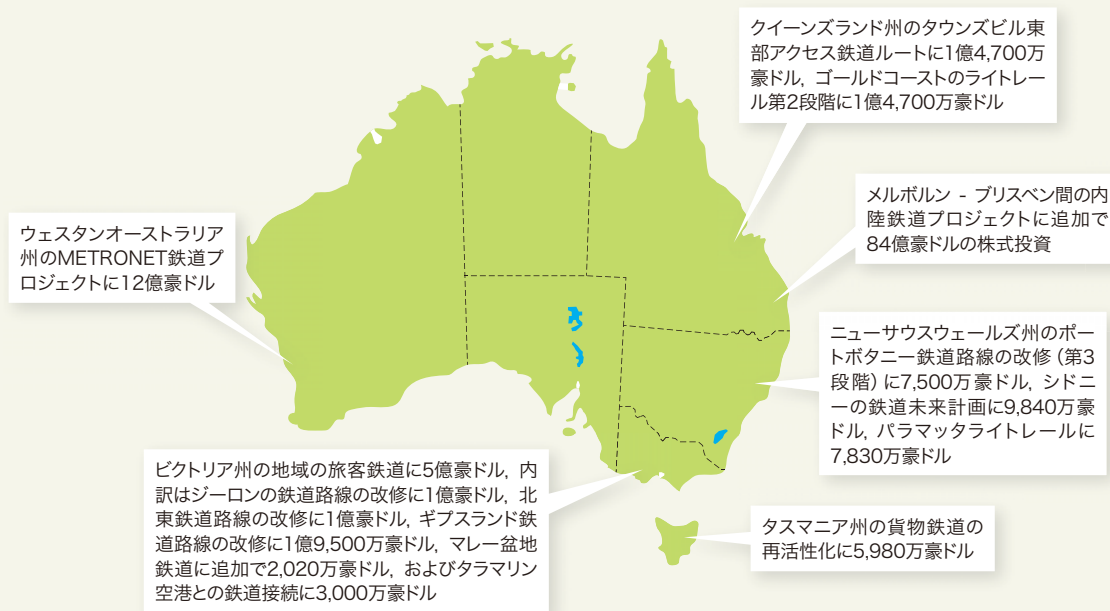 クイーンズランド州のタウンズビル東
部アクセス鉄道ルートに1億4,700万
豪ドル, ゴールドコーストのライトレー
ル第2段階に1億4,700万豪ドル
メルボルン - ブリスベン間の内
陸鉄道プロジェクトに追加で
84億豪ドルの株式投資
ウェスタンオーストラリア
州のMETRONET鉄道プ
ロジェクトに12億豪ドル
ニューサウスウェールズ州のポー
トボタニー鉄道路線の改修（第3
段階）に7,500万豪ドル, シドニ
ーの鉄道未来計画に9,840万豪
ドル, パラマッタライトレールに
7,830万豪ドル
ビクトリア州の地域の旅客鉄道に5億豪ドル, 内
訳はジーロンの鉄道路線の改修に1億豪ドル, 北
東鉄道路線の改修に1億豪ドル, ギプスランド鉄
道路線の改修に1億9,500万豪ドル, マレー盆地
鉄道に追加で2,020万豪ドル, およびタラマリン
空港との鉄道接続に3,000万豪ドル
タスマニア州の貨物鉄道の
再活性化に5,980万豪ドル